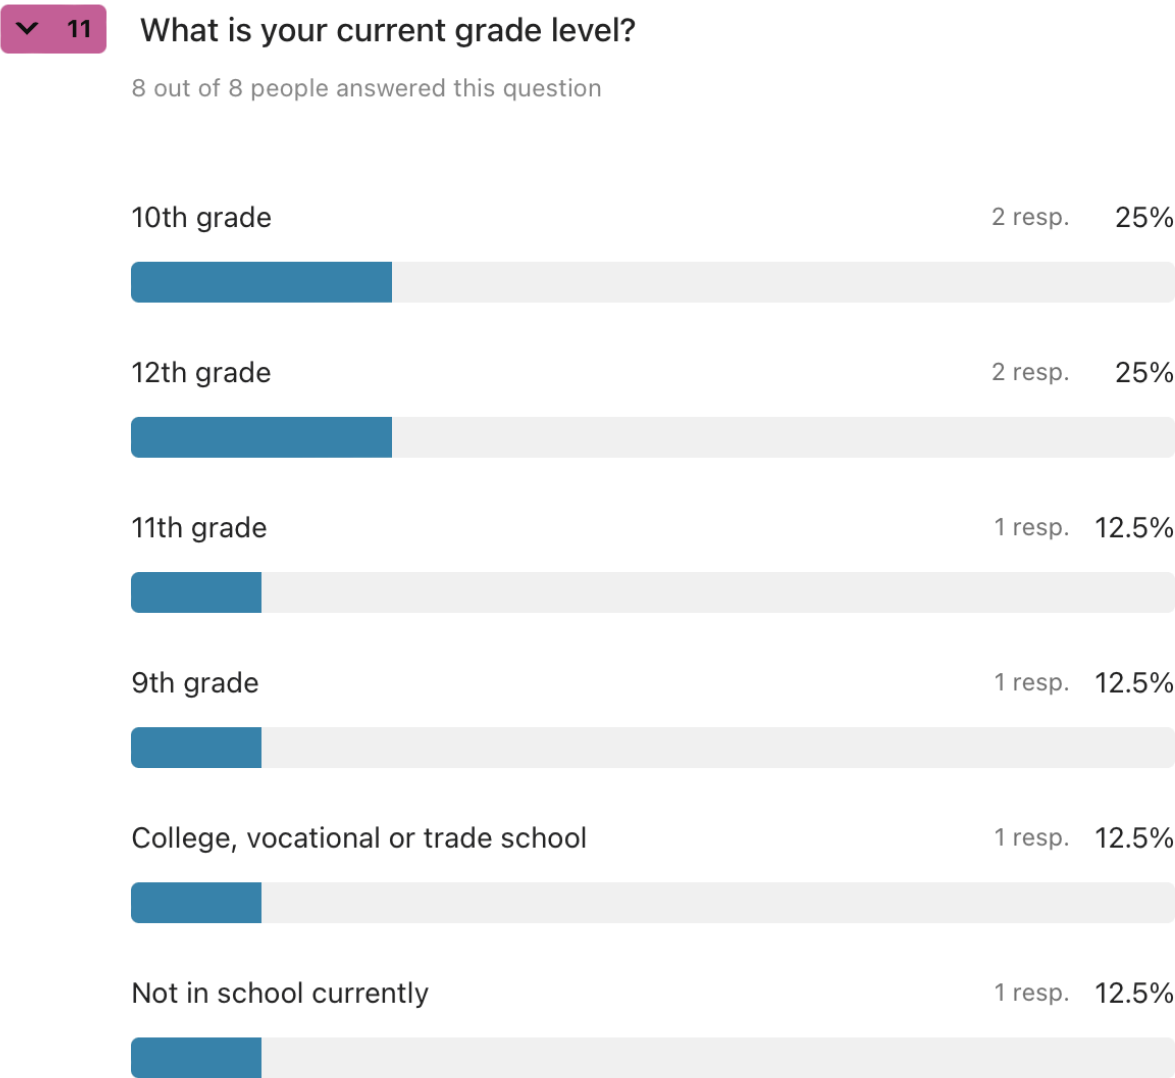 11 What is your current grade level?
8 out of 8 people answered this question
10th grade 2 resp. 25%
12th grade 2 resp. 25%
11th grade 1 resp. 12.5%
9th grade 1 resp. 12.5%
College, vocational or trade school 1 resp. 12.5%
Not in school currently 1 resp. 12.5%